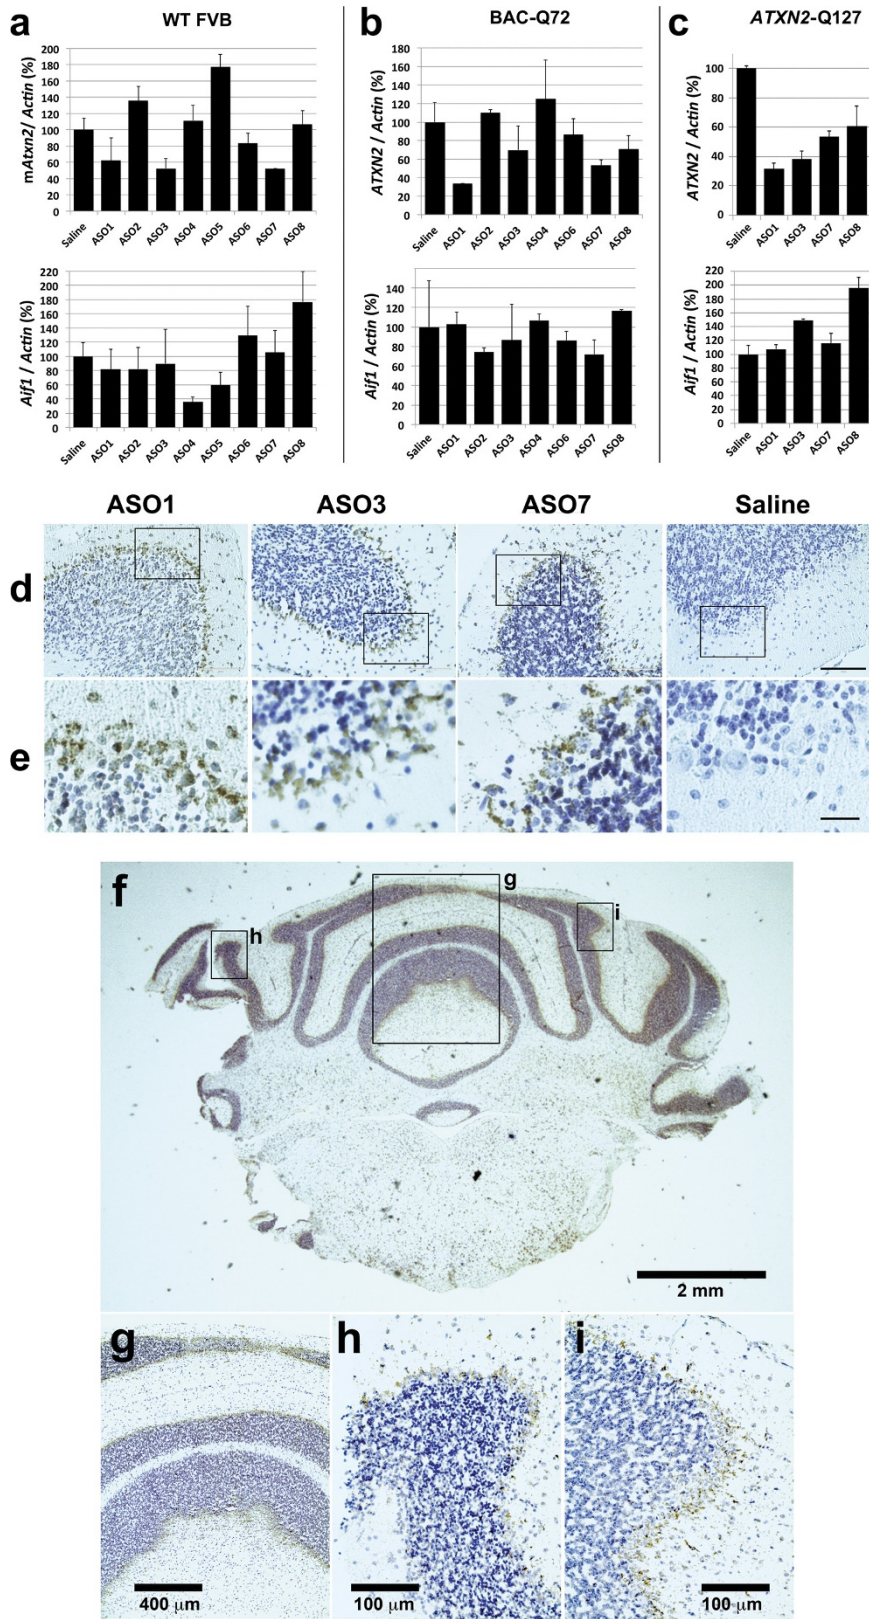 a
WT FVB
mAtxn2/ Actin (%)
200
180
160
140
120
100
80
60
40
20
0
Saline
ASO1
ASO2
ASO3
ASO4
ASO5
ASO6
ASO7
ASO8
Aif1 / Actin (%)
220
200
180
160
140
120
100
80
60
40
20
0
Saline
ASO1
ASO2
ASO3
ASO4
ASO5
ASO6
ASO7
ASO8
b
BAC-Q72
ATXN2 / Actin (%)
180
160
140
120
100
80
60
40
20
0
Saline
ASO1
ASO2
ASO3
ASO4
ASO6
ASO7
ASO8
Aif1 / Actin (%)
140
120
100
80
60
40
20
0
Saline
ASO1
ASO2
ASO3
ASO4
ASO6
ASO7
ASO8
c
ATXN2-Q127
ATXN2 / Actin (%)
100
80
60
40
20
0
Saline
ASO1
ASO3
ASO7
ASO8
Aif1 / Actin (%)
220
200
180
160
140
120
100
80
60
40
20
0
Saline
ASO1
ASO3
ASO7
ASO8
ASO1 ASO3 ASO7 Saline
d
e
f
g
h
i
2 mm
g
400 µm
h
100 µm
i
100 µm